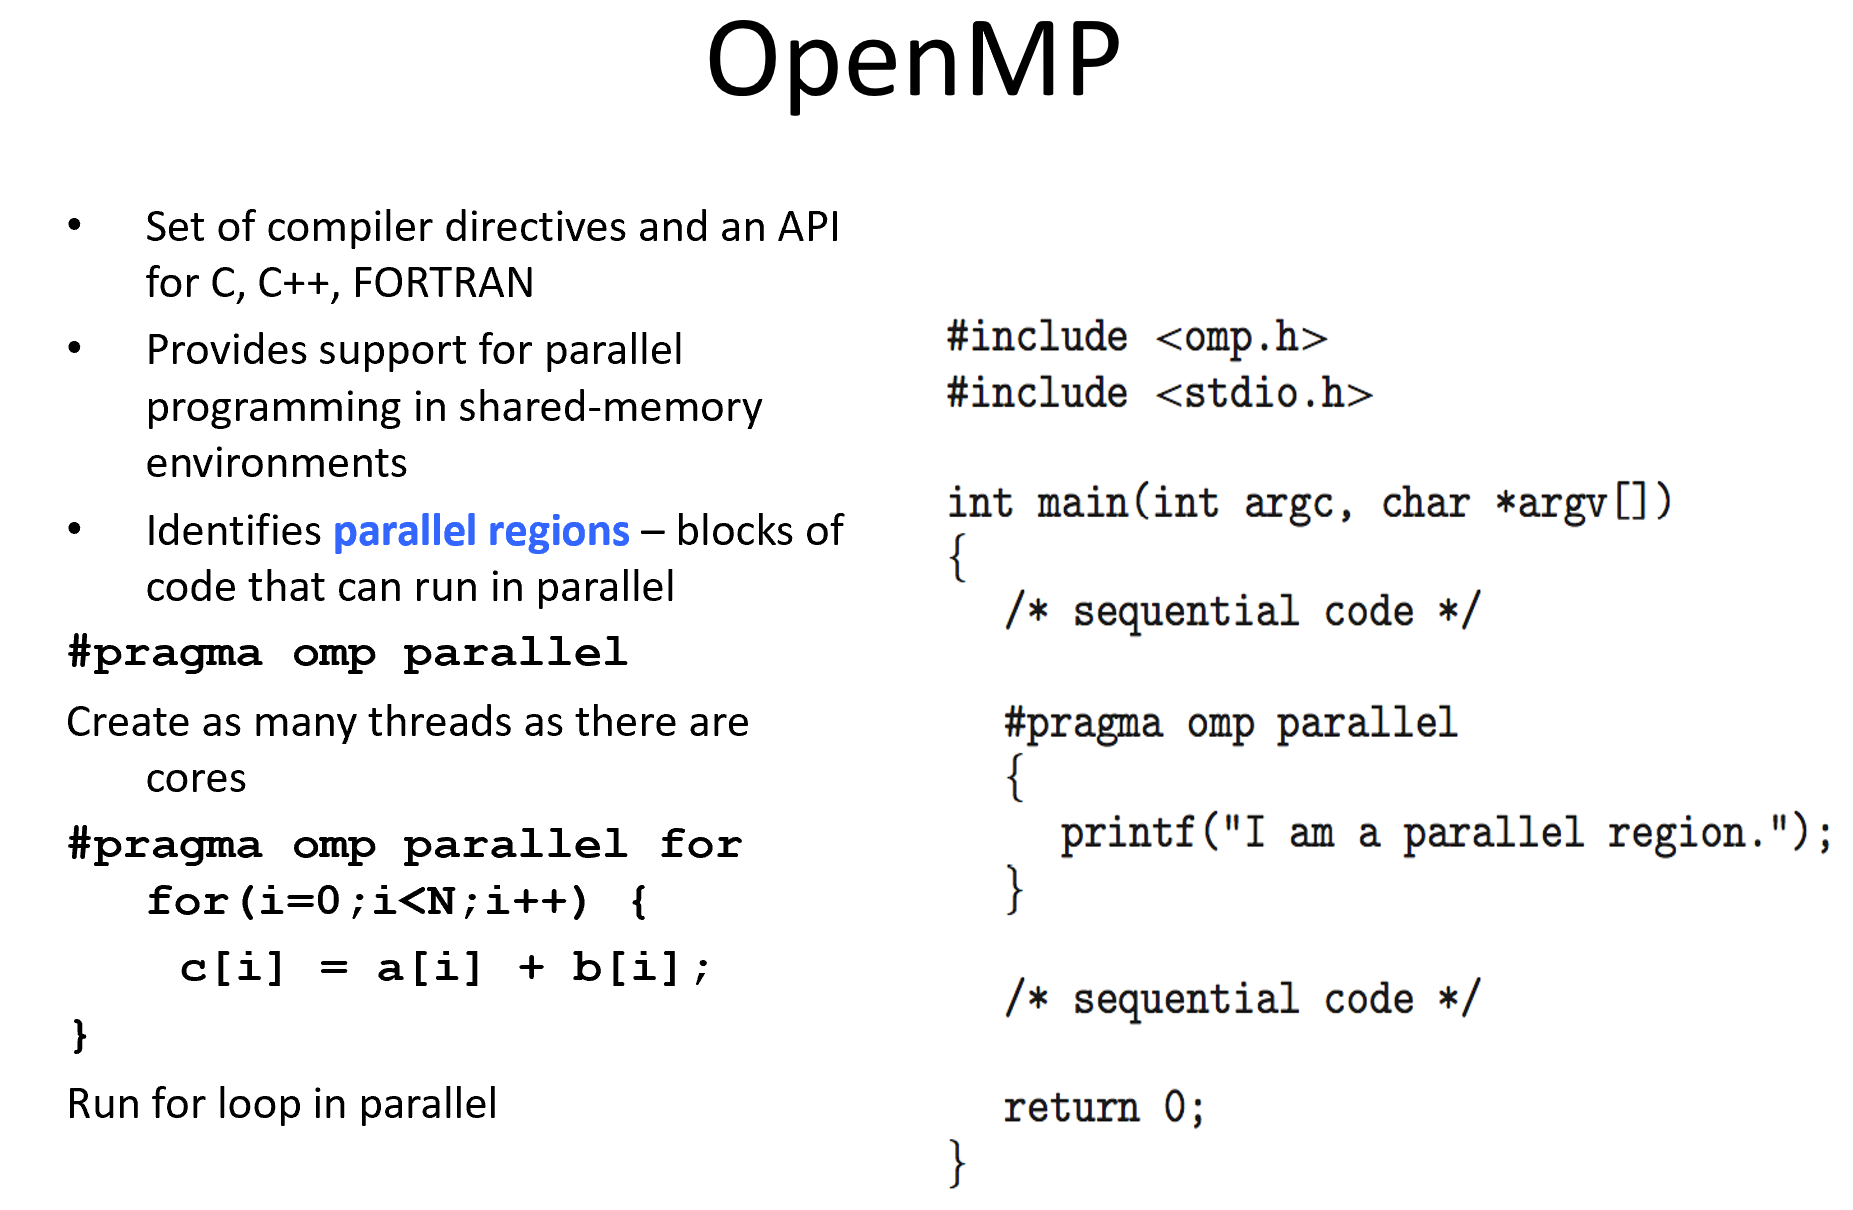 OpenMP
• Set of compiler directives and an API
for C, C++, FORTRAN
• Provides support for parallel
programming in shared-memory
environments
• Identifies parallel regions – blocks of
code that can run in parallel
#pragma omp parallel
Create as many threads as there are
cores
#pragma omp parallel for
for(i=0;i<N;i++) {
c[i] = a[i] + b[i];
}
Run for loop in parallel
#include <omp.h>
#include <stdio.h>
int main(int argc, char *argv[])
{
/* sequential code */
#pragma omp parallel
{
printf("I am a parallel region.");
}
/* sequential code */
return 0;
}